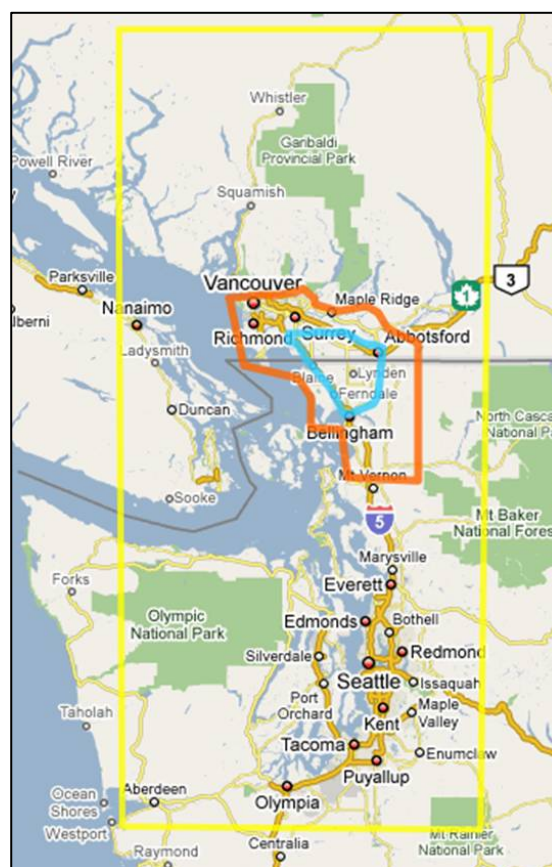 Whistler
Garibaldi
Provincial Park
Powell River
Squamish
3
1
Parksville
Vancouver
Maple Ridge
Nanaimo
lberni
Richmond
Surrey
Abbotsford
Ladysmith
Blaine
Lynden
Ferndale
Duncan
Bellingham
North Casca
National P
Mt Vernon
Sooke
5
Mt Baker
National Fores
Marysville
Forks
Everett
Olympic
National Park
Edmonds
Bothell
Silverdale
Redmond
Seattle
Issaquah
Port
Orchard
Maple
Valley
Taholah
Kent
Tacoma
Enumclaw
Puyallup
Ocean
Shores
Aberdeen
Olympia
Westport
Mt Rainier
National Park
Raymond
Centralia